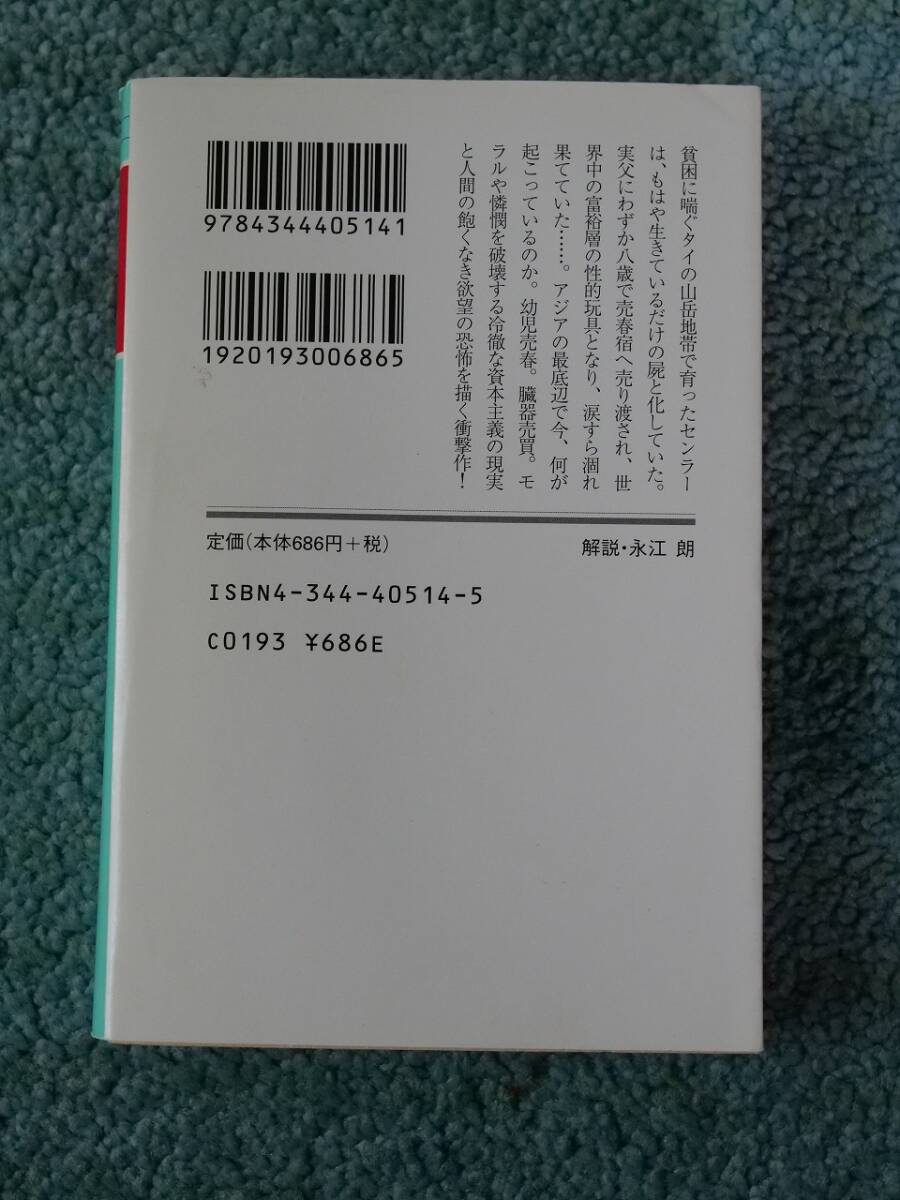 9784344405141
1920193006865
貧困に喘ぐタイの山岳地帯で育ったセンラー
は、もはや生きているだけの屍と化していた。
実父にわずか八歳で売春宿へ売り渡され、世
界中の富裕層の性的玩具となり、涙すら涸れ
果てていた……。アジアの最底辺で今、何が
起こっているのか。幼児売春。臓器売買。モ
ラルや憐憫を破壊する冷徹な資本主義の現実
と人間の飽くなき欲望の恐怖を描く衝撃作！
定価（本体686円＋税）
解説・永江 朗
ISBN4-344-40514-5
C0193 ¥686E